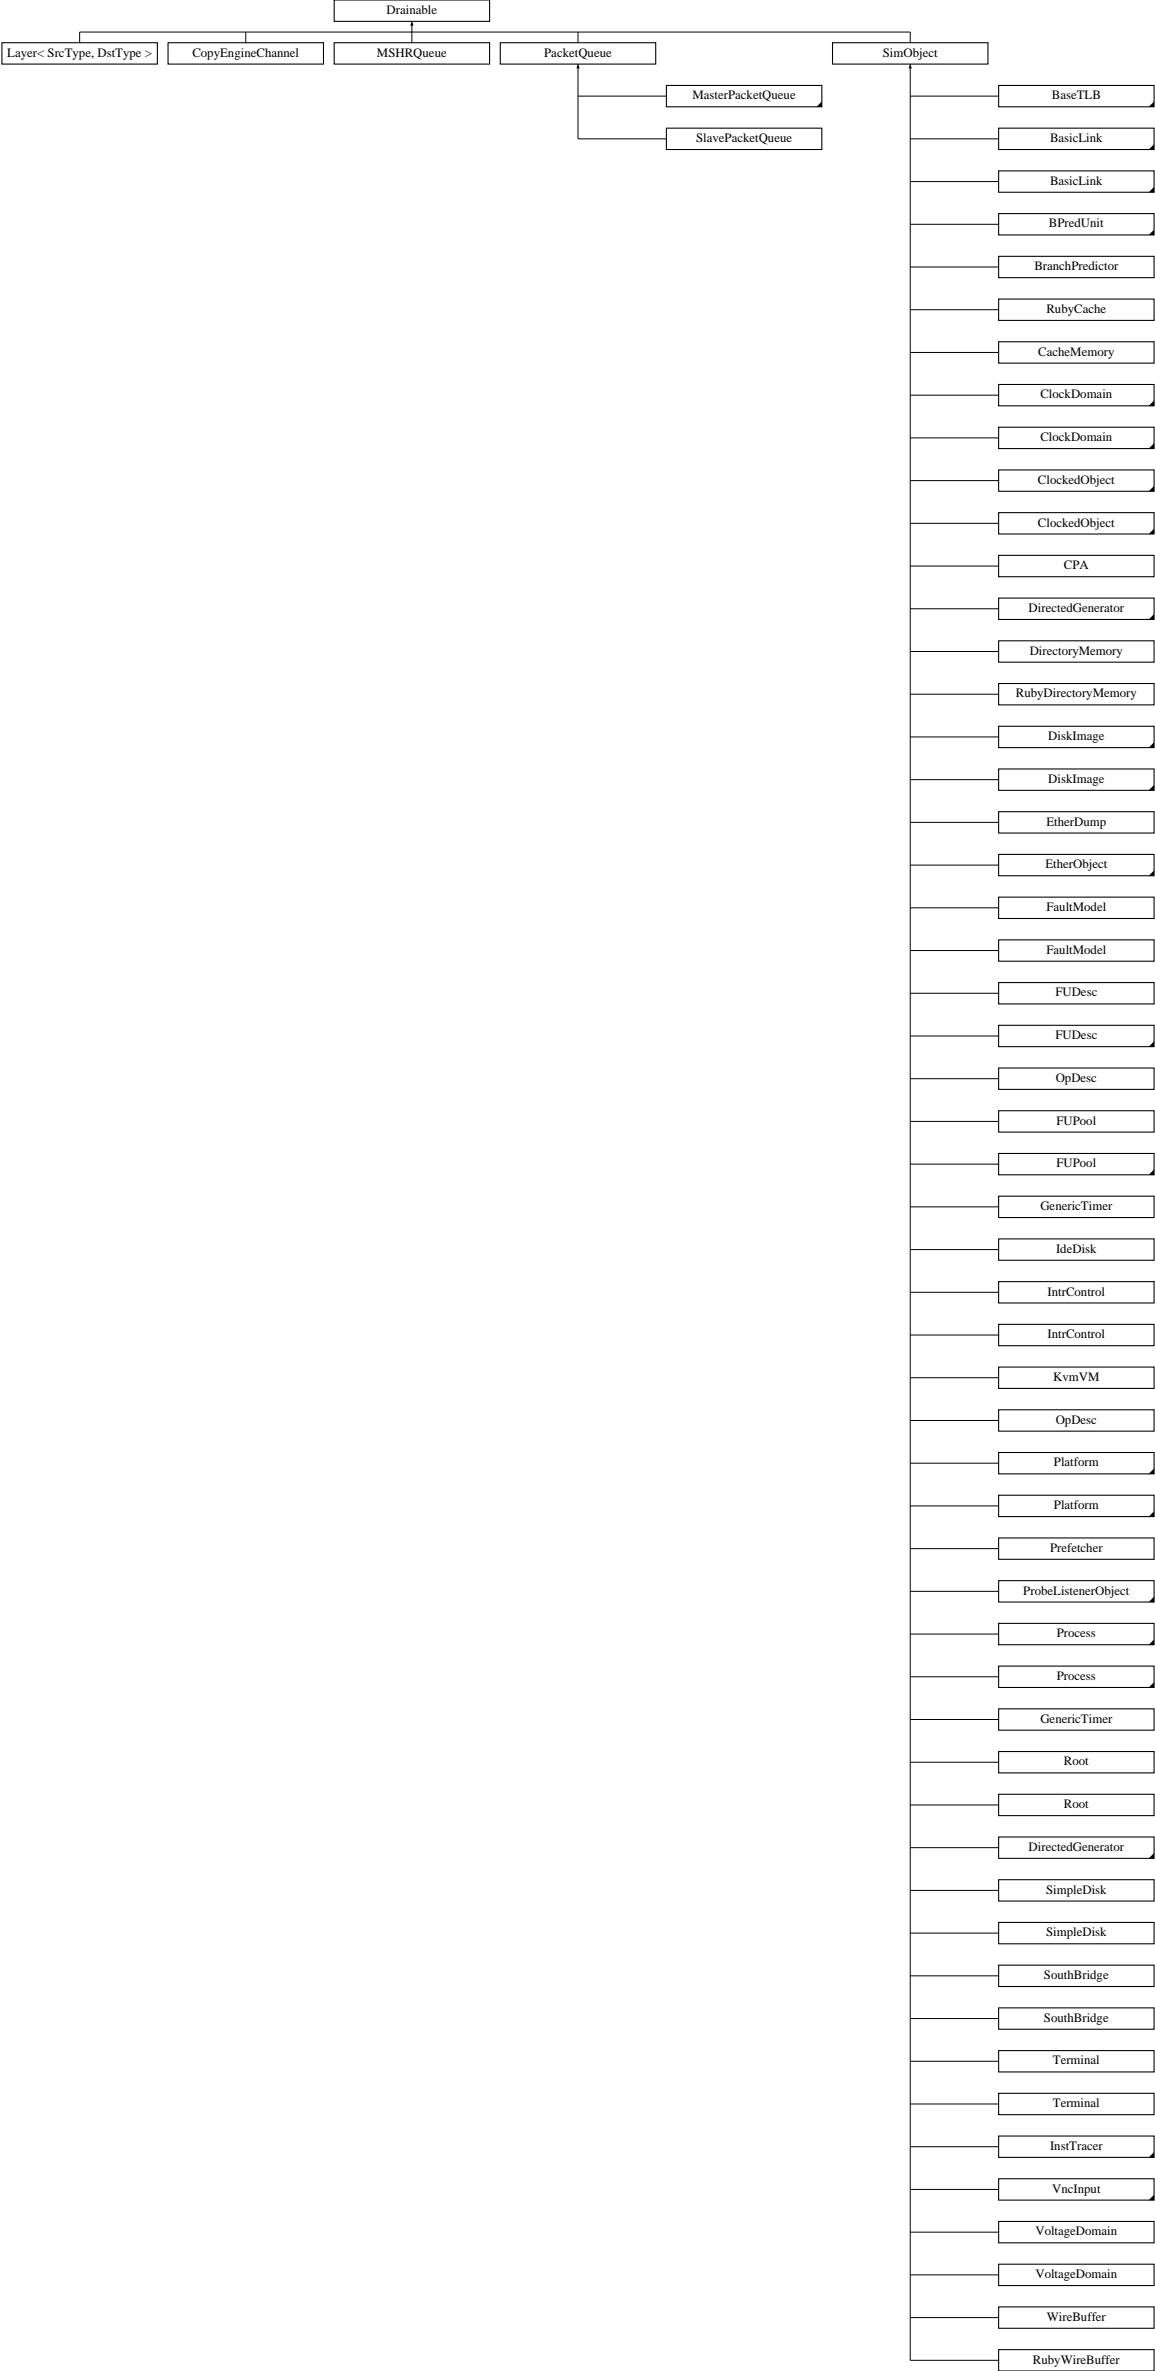 Drainable
Layer< SrcType, DstType >
CopyEngineChannel
MSHRQueue
PacketQueue
SimObject
MasterPacketQueue
BaseTLB
SlavePacketQueue
BasicLink
BasicLink
BPredUnit
BranchPredictor
RubyCache
CacheMemory
ClockDomain
ClockDomain
ClockedObject
ClockedObject
CPA
DirectedGenerator
DirectoryMemory
RubyDirectoryMemory
DiskImage
DiskImage
EtherDump
EtherObject
FaultModel
FaultModel
FUDesc
FUDesc
OpDesc
FUPool
FUPool
GenericTimer
IdeDisk
IntrControl
IntrControl
KvmVM
OpDesc
Platform
Platform
Prefetcher
ProbeListenerObject
Process
Process
GenericTimer
Root
Root
DirectedGenerator
SimpleDisk
SimpleDisk
SouthBridge
SouthBridge
Terminal
Terminal
InstTracer
VncInput
VoltageDomain
VoltageDomain
WireBuffer
RubyWireBuffer